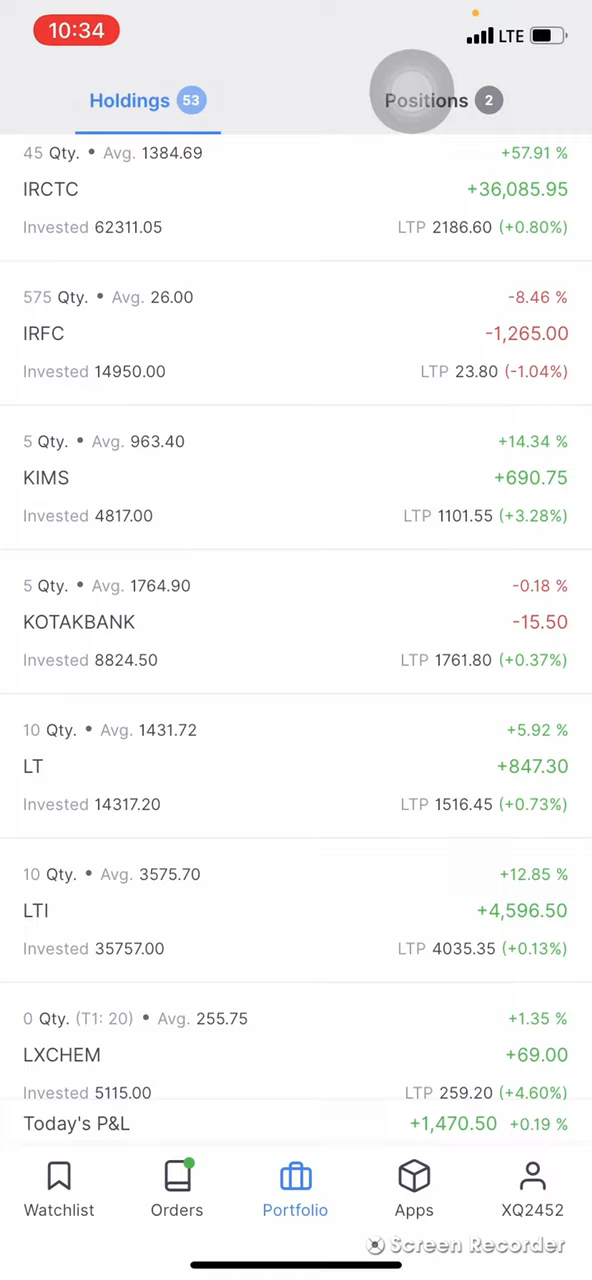 10:34 LTE
Holdings 53 Positions 2
45 Qty. • Avg. 1384.69 +57.91 %
IRCTC +36,085.95
Invested 62311.05 LTP 2186.60 (+0.80%)
575 Qty. • Avg. 26.00 -8.46 %
IRFC -1,265.00
Invested 14950.00 LTP 23.80 (-1.04%)
5 Qty. • Avg. 963.40 +14.34 %
KIMS +690.75
Invested 4817.00 LTP 1101.55 (+3.28%)
5 Qty. • Avg. 1764.90 -0.18 %
KOTAKBANK -15.50
Invested 8824.50 LTP 1761.80 (+0.37%)
10 Qty. • Avg. 1431.72 +5.92 %
LT +847.30
Invested 14317.20 LTP 1516.45 (+0.73%)
10 Qty. • Avg. 3575.70 +12.85 %
LTI +4,596.50
Invested 35757.00 LTP 4035.35 (+0.13%)
0 Qty. (T1: 20) • Avg. 255.75 +1.35 %
LXCHEM +69.00
Invested 5115.00 LTP 259.20 (+4.60%)
Today's P&L +1,470.50 +0.19 %
Watchlist Orders Portfolio Apps XQ2452
Screen Recorder